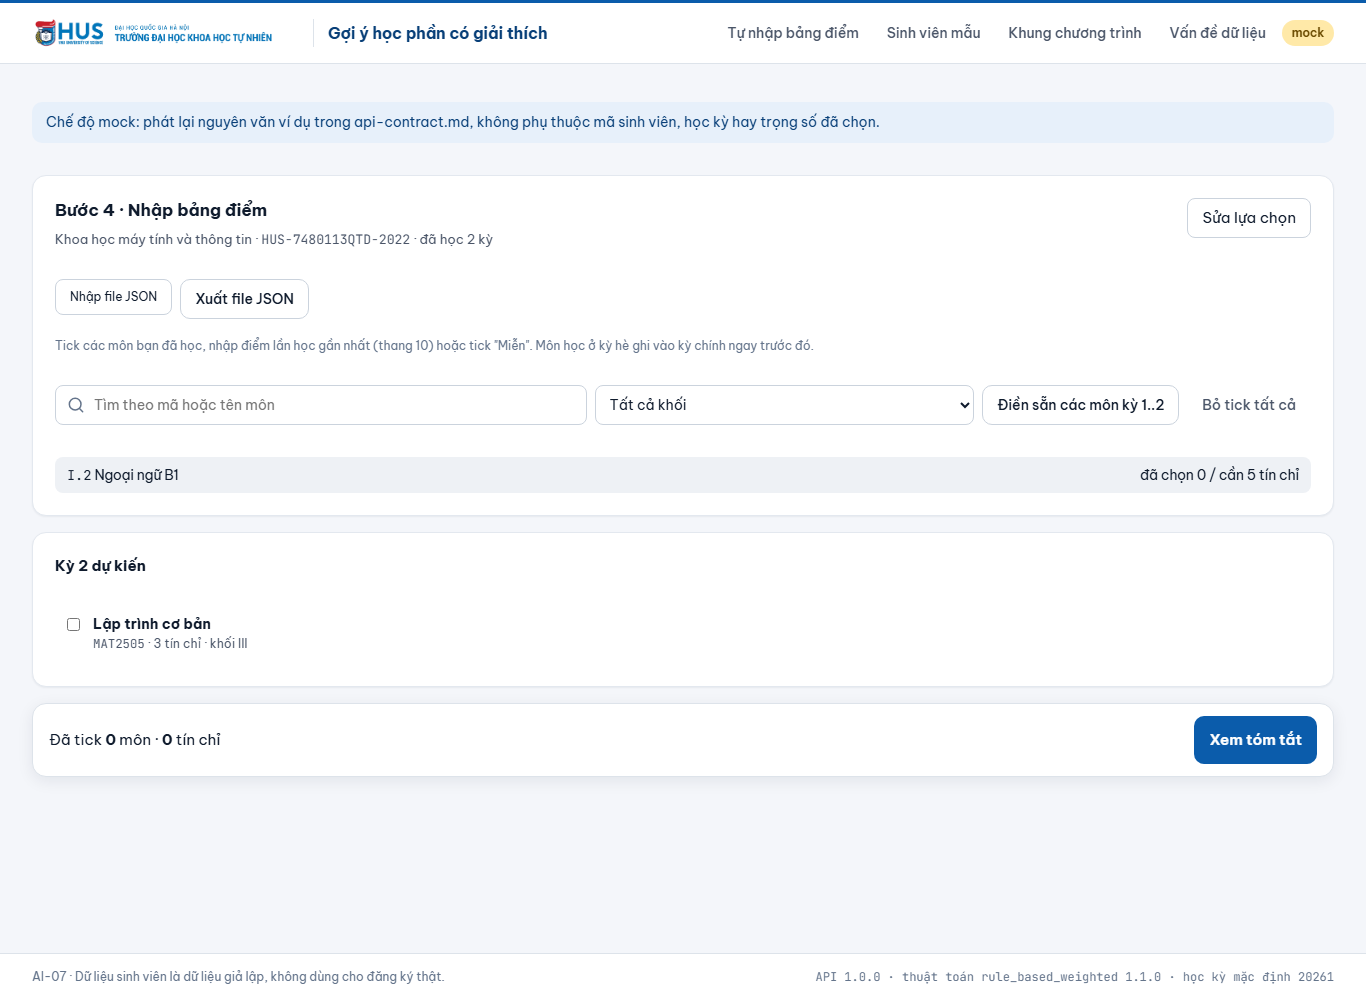 HUS
VNU UNIVERSITY OF SCIENCE
ĐẠI HỌC QUỐC GIA HÀ NỘI
TRƯỜNG ĐẠI HỌC KHOA HỌC TỰ NHIÊN
Gợi ý học phần có giải thích
Tự nhập bảng điểm
Sinh viên mẫu
Khung chương trình
Vấn đề dữ liệu
mock
Chế độ mock: phát lại nguyên văn ví dụ trong api-contract.md, không phụ thuộc mã sinh viên, học kỳ hay trọng số đã chọn.
Bước 4 · Nhập bảng điểm
Khoa học máy tính và thông tin · HUS-7480113QTD-2022 · đã học 2 kỳ
Sửa lựa chọn
Nhập file JSON
Xuất file JSON
Tick các môn bạn đã học, nhập điểm lần học gần nhất (thang 10) hoặc tick "Miễn". Môn học ở kỳ hè ghi vào kỳ chính ngay trước đó.
Tìm theo mã hoặc tên môn
Tất cả khối
Điền sẵn các môn kỳ 1..2
Bỏ tick tất cả
I.2 Ngoại ngữ B1
đã chọn 0 / cần 5 tín chỉ
Kỳ 2 dự kiến
Lập trình cơ bản
MAT2505 · 3 tín chỉ · khối III
Đã tick 0 môn · 0 tín chỉ
Xem tóm tắt
AI-07 · Dữ liệu sinh viên là dữ liệu giả lập, không dùng cho đăng ký thật.
API 1.0.0 · thuật toán rule_based_weighted 1.1.0 · học kỳ mặc định 20261